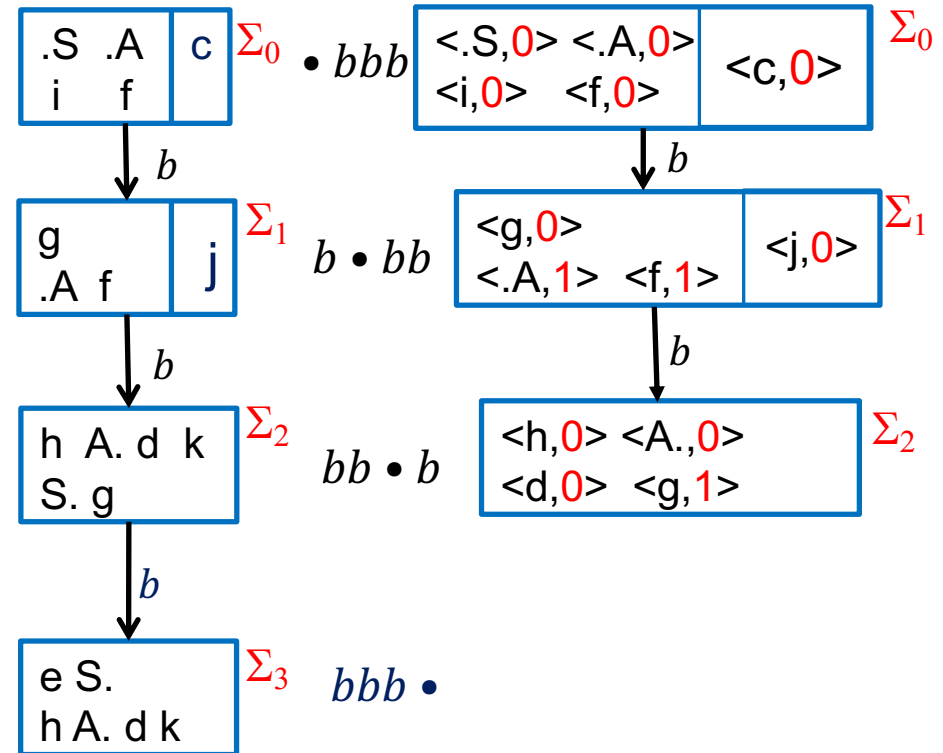 .S .A c Σ₀
i f
• bbb
<.S,0> <.A,0> <c,0> Σ₀
<i,0> <f,0>
b
b
g j Σ₁
.A f
b • bb
<g,0> <j,0> Σ₁
<.A,1> <f,1>
b
b
h A. d k Σ₂
S. g
bb • b
<h,0> <A.,0> Σ₂
<d,0> <g,1>
b
e S. Σ₃
h A. d k
bbb •